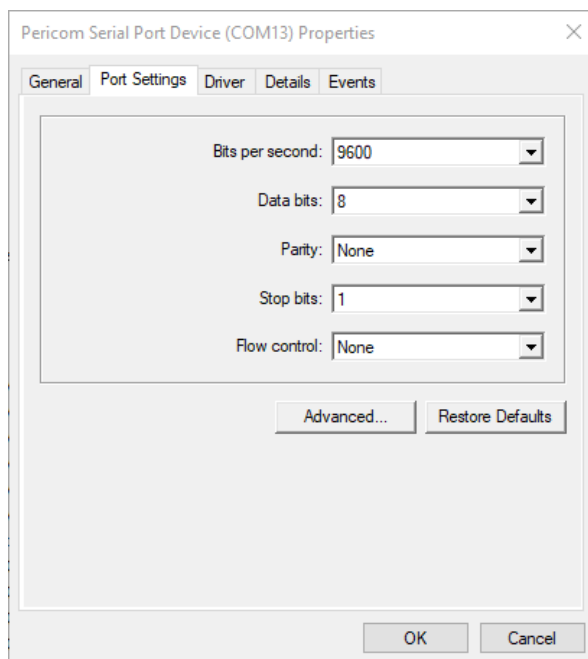 Pericom Serial Port Device (COM13) Properties
General Port Settings Driver Details Events
Bits per second: 9600
Data bits: 8
Parity: None
Stop bits: 1
Flow control: None
Advanced... Restore Defaults
OK Cancel